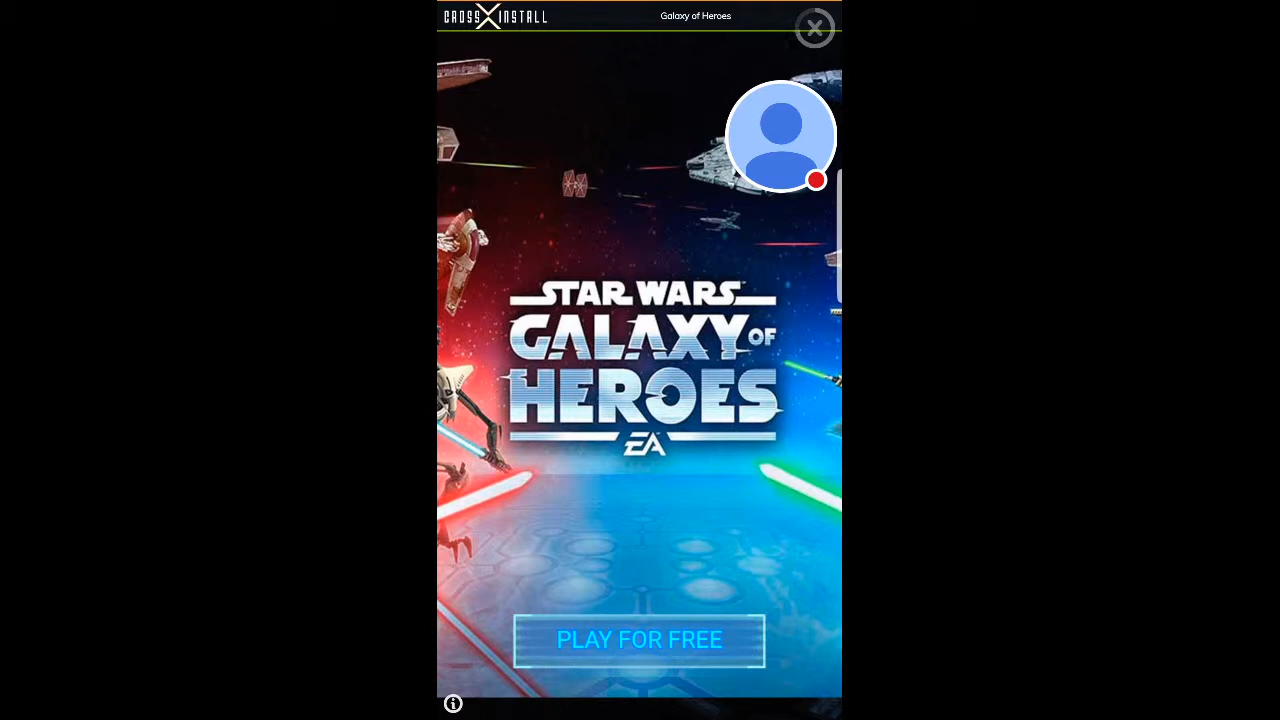 CROSS INSTALL
Galaxy of Heroes
STAR WARS
GALAXY OF
HEROES
EA
PLAY FOR FREE